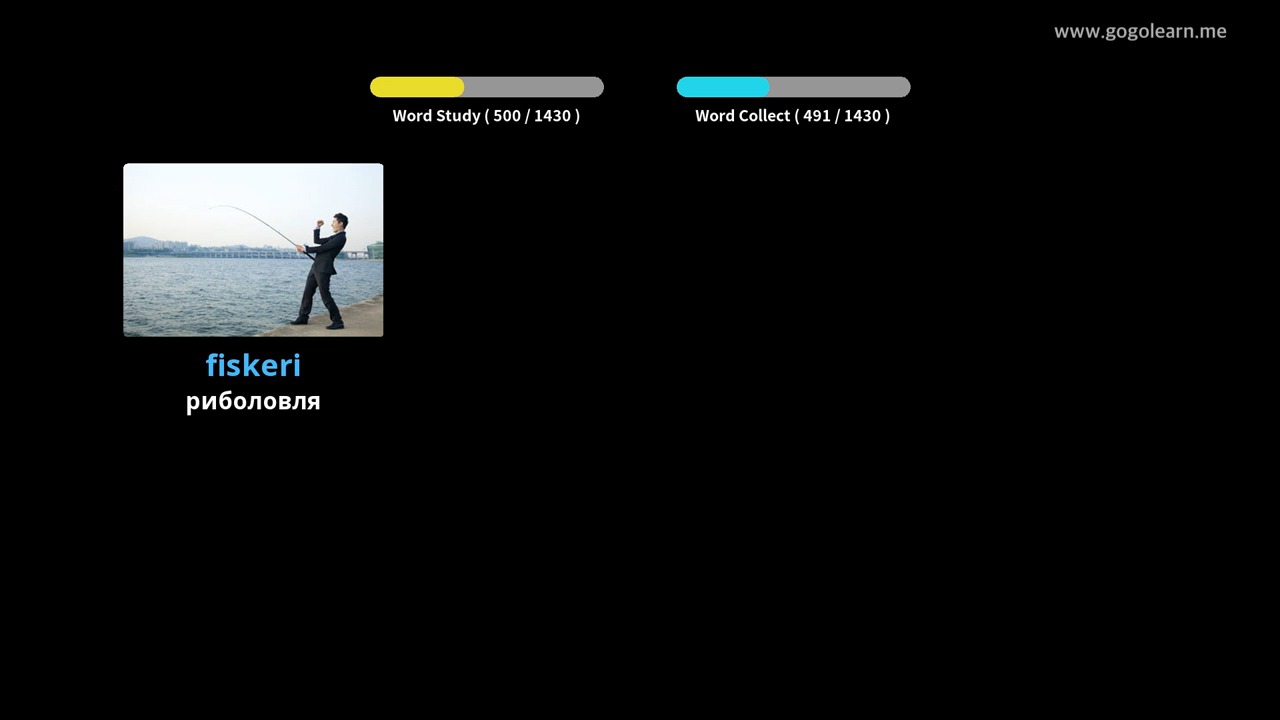 www.gogolearn.me
Word Study ( 500 / 1430 )
Word Collect ( 491 / 1430 )
fiskeri
риболовля